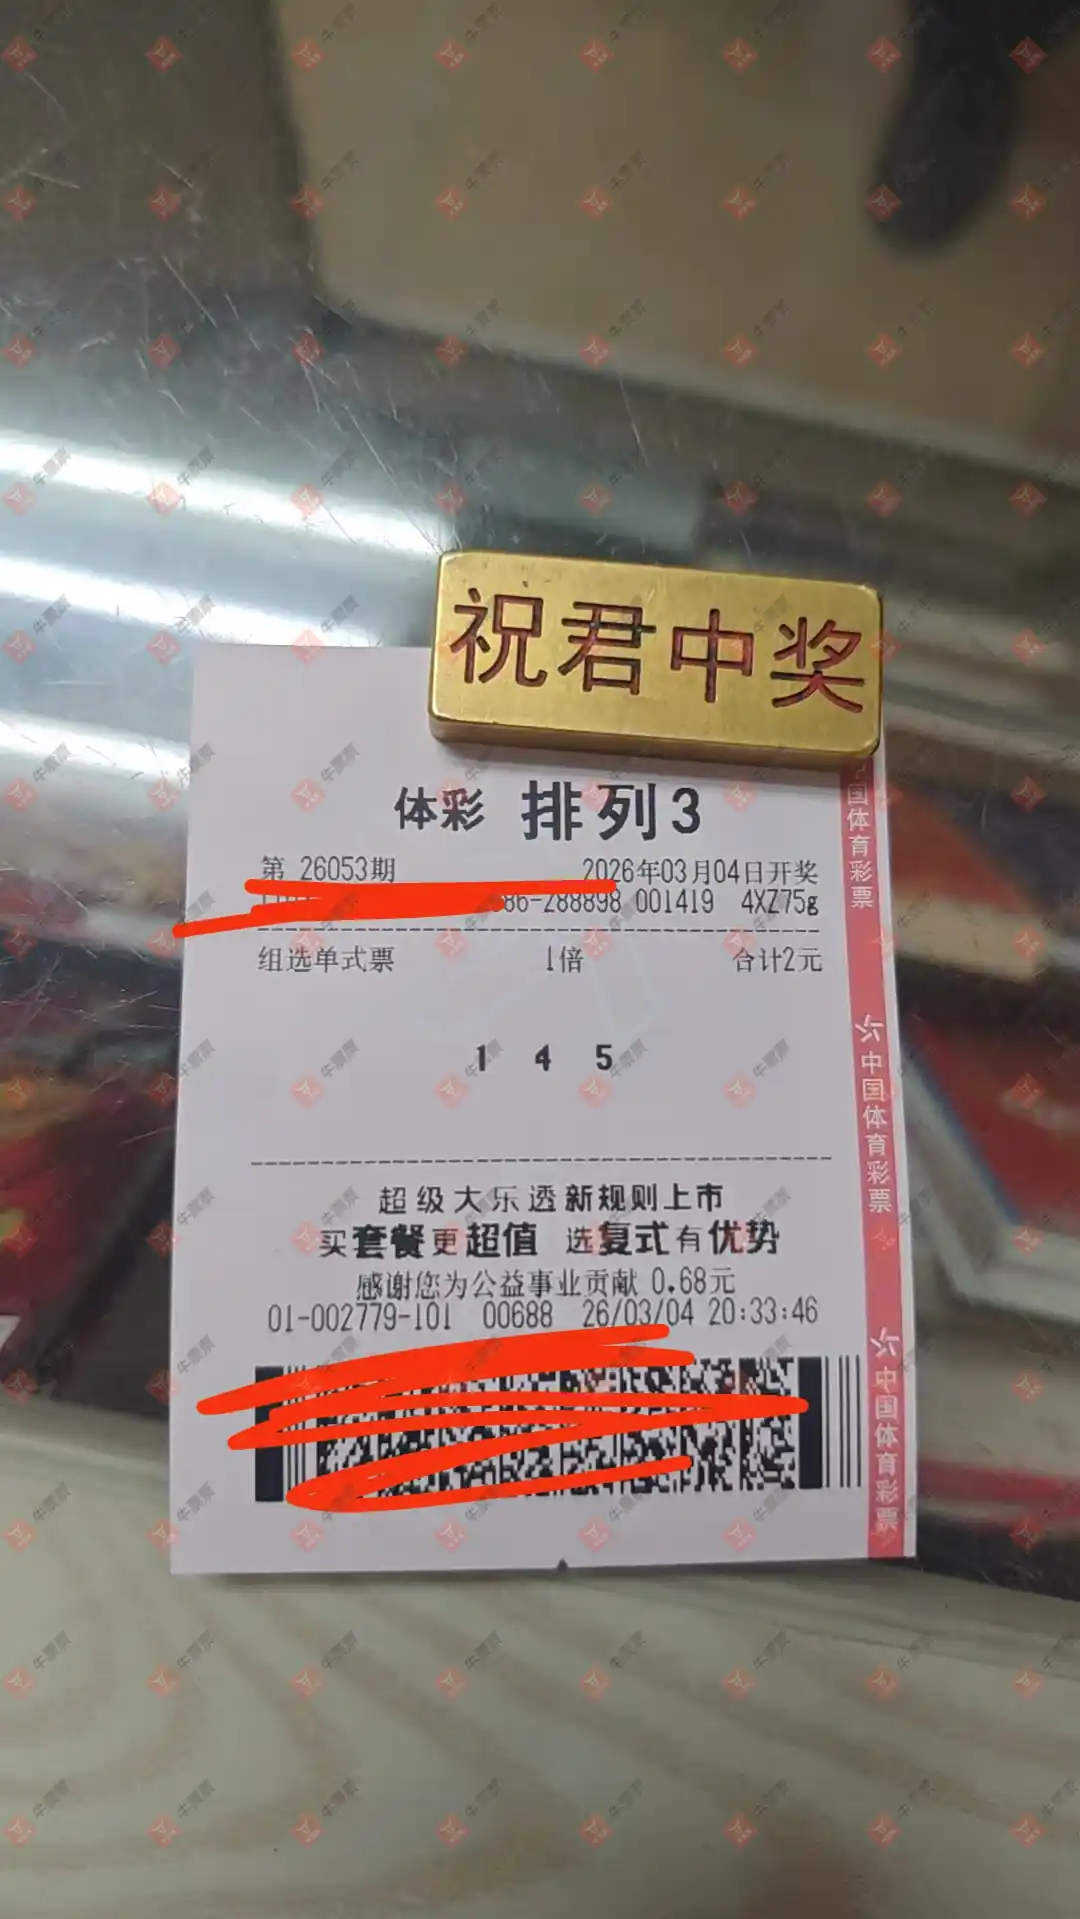 祝君中奖
体彩 排列3
第 26053期 2026年03月04日开奖
86-288898 001419 4XZ75g
组选单式票 1倍 合计2元
1 4 5
超级大乐透新规则上市
买套餐更超值 选复式有优势
感谢您为公益事业贡献 0.68元
01-002779-101 00688 26/03/04 20:33:46
中国体育彩票
中国体育彩票
中国体育彩票
牛票票